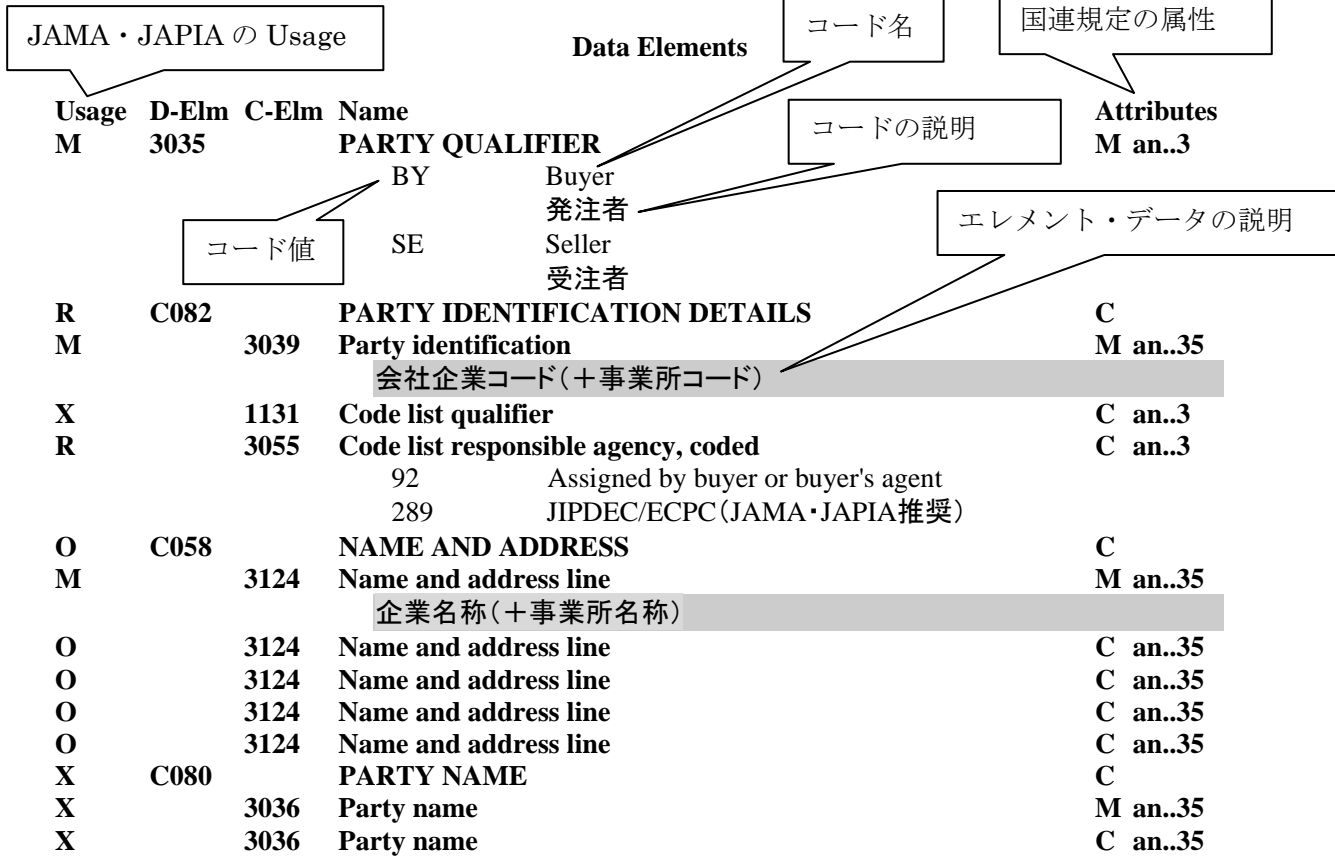 JAMA・JAPIA の Usage
コード名
国連規定の属性
Data Elements
Usage D-Elm C-Elm Name Attributes
コードの説明
M 3035 PARTY QUALIFIER M an..3
BY Buyer
発注者
エレメント・データの説明
コード値
SE Seller
受注者
R C082 PARTY IDENTIFICATION DETAILS C
M 3039 Party identification M an..35
会社企業コード(＋事業所コード)
X 1131 Code list qualifier C an..3
R 3055 Code list responsible agency, coded C an..3
92 Assigned by buyer or buyer's agent
289 JIPDEC/ECPC(JAMA・JAPIA推奨)
O C058 NAME AND ADDRESS C
M 3124 Name and address line M an..35
企業名称(＋事業所名称)
O 3124 Name and address line C an..35
O 3124 Name and address line C an..35
O 3124 Name and address line C an..35
O 3124 Name and address line C an..35
X C080 PARTY NAME C
X 3036 Party name M an..35
X 3036 Party name C an..35